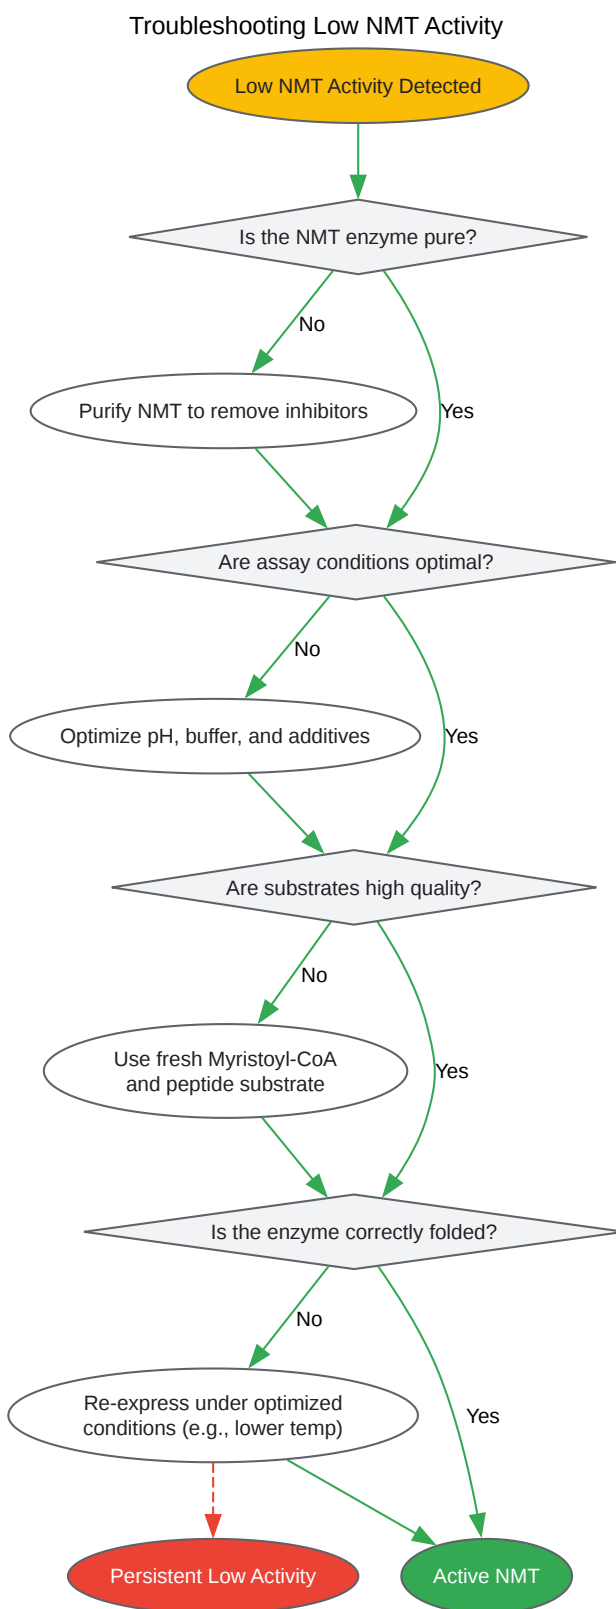 Troubleshooting Low NMT Activity
Low NMT Activity Detected
Is the NMT enzyme pure?
No
Purify NMT to remove inhibitors
Yes
Are assay conditions optimal?
No
Optimize pH, buffer, and additives
Yes
Are substrates high quality?
No
Use fresh Myristoyl-CoA
and peptide substrate
Yes
Is the enzyme correctly folded?
No
Re-express under optimized
conditions (e.g., lower temp)
Yes
Persistent Low Activity
Active NMT